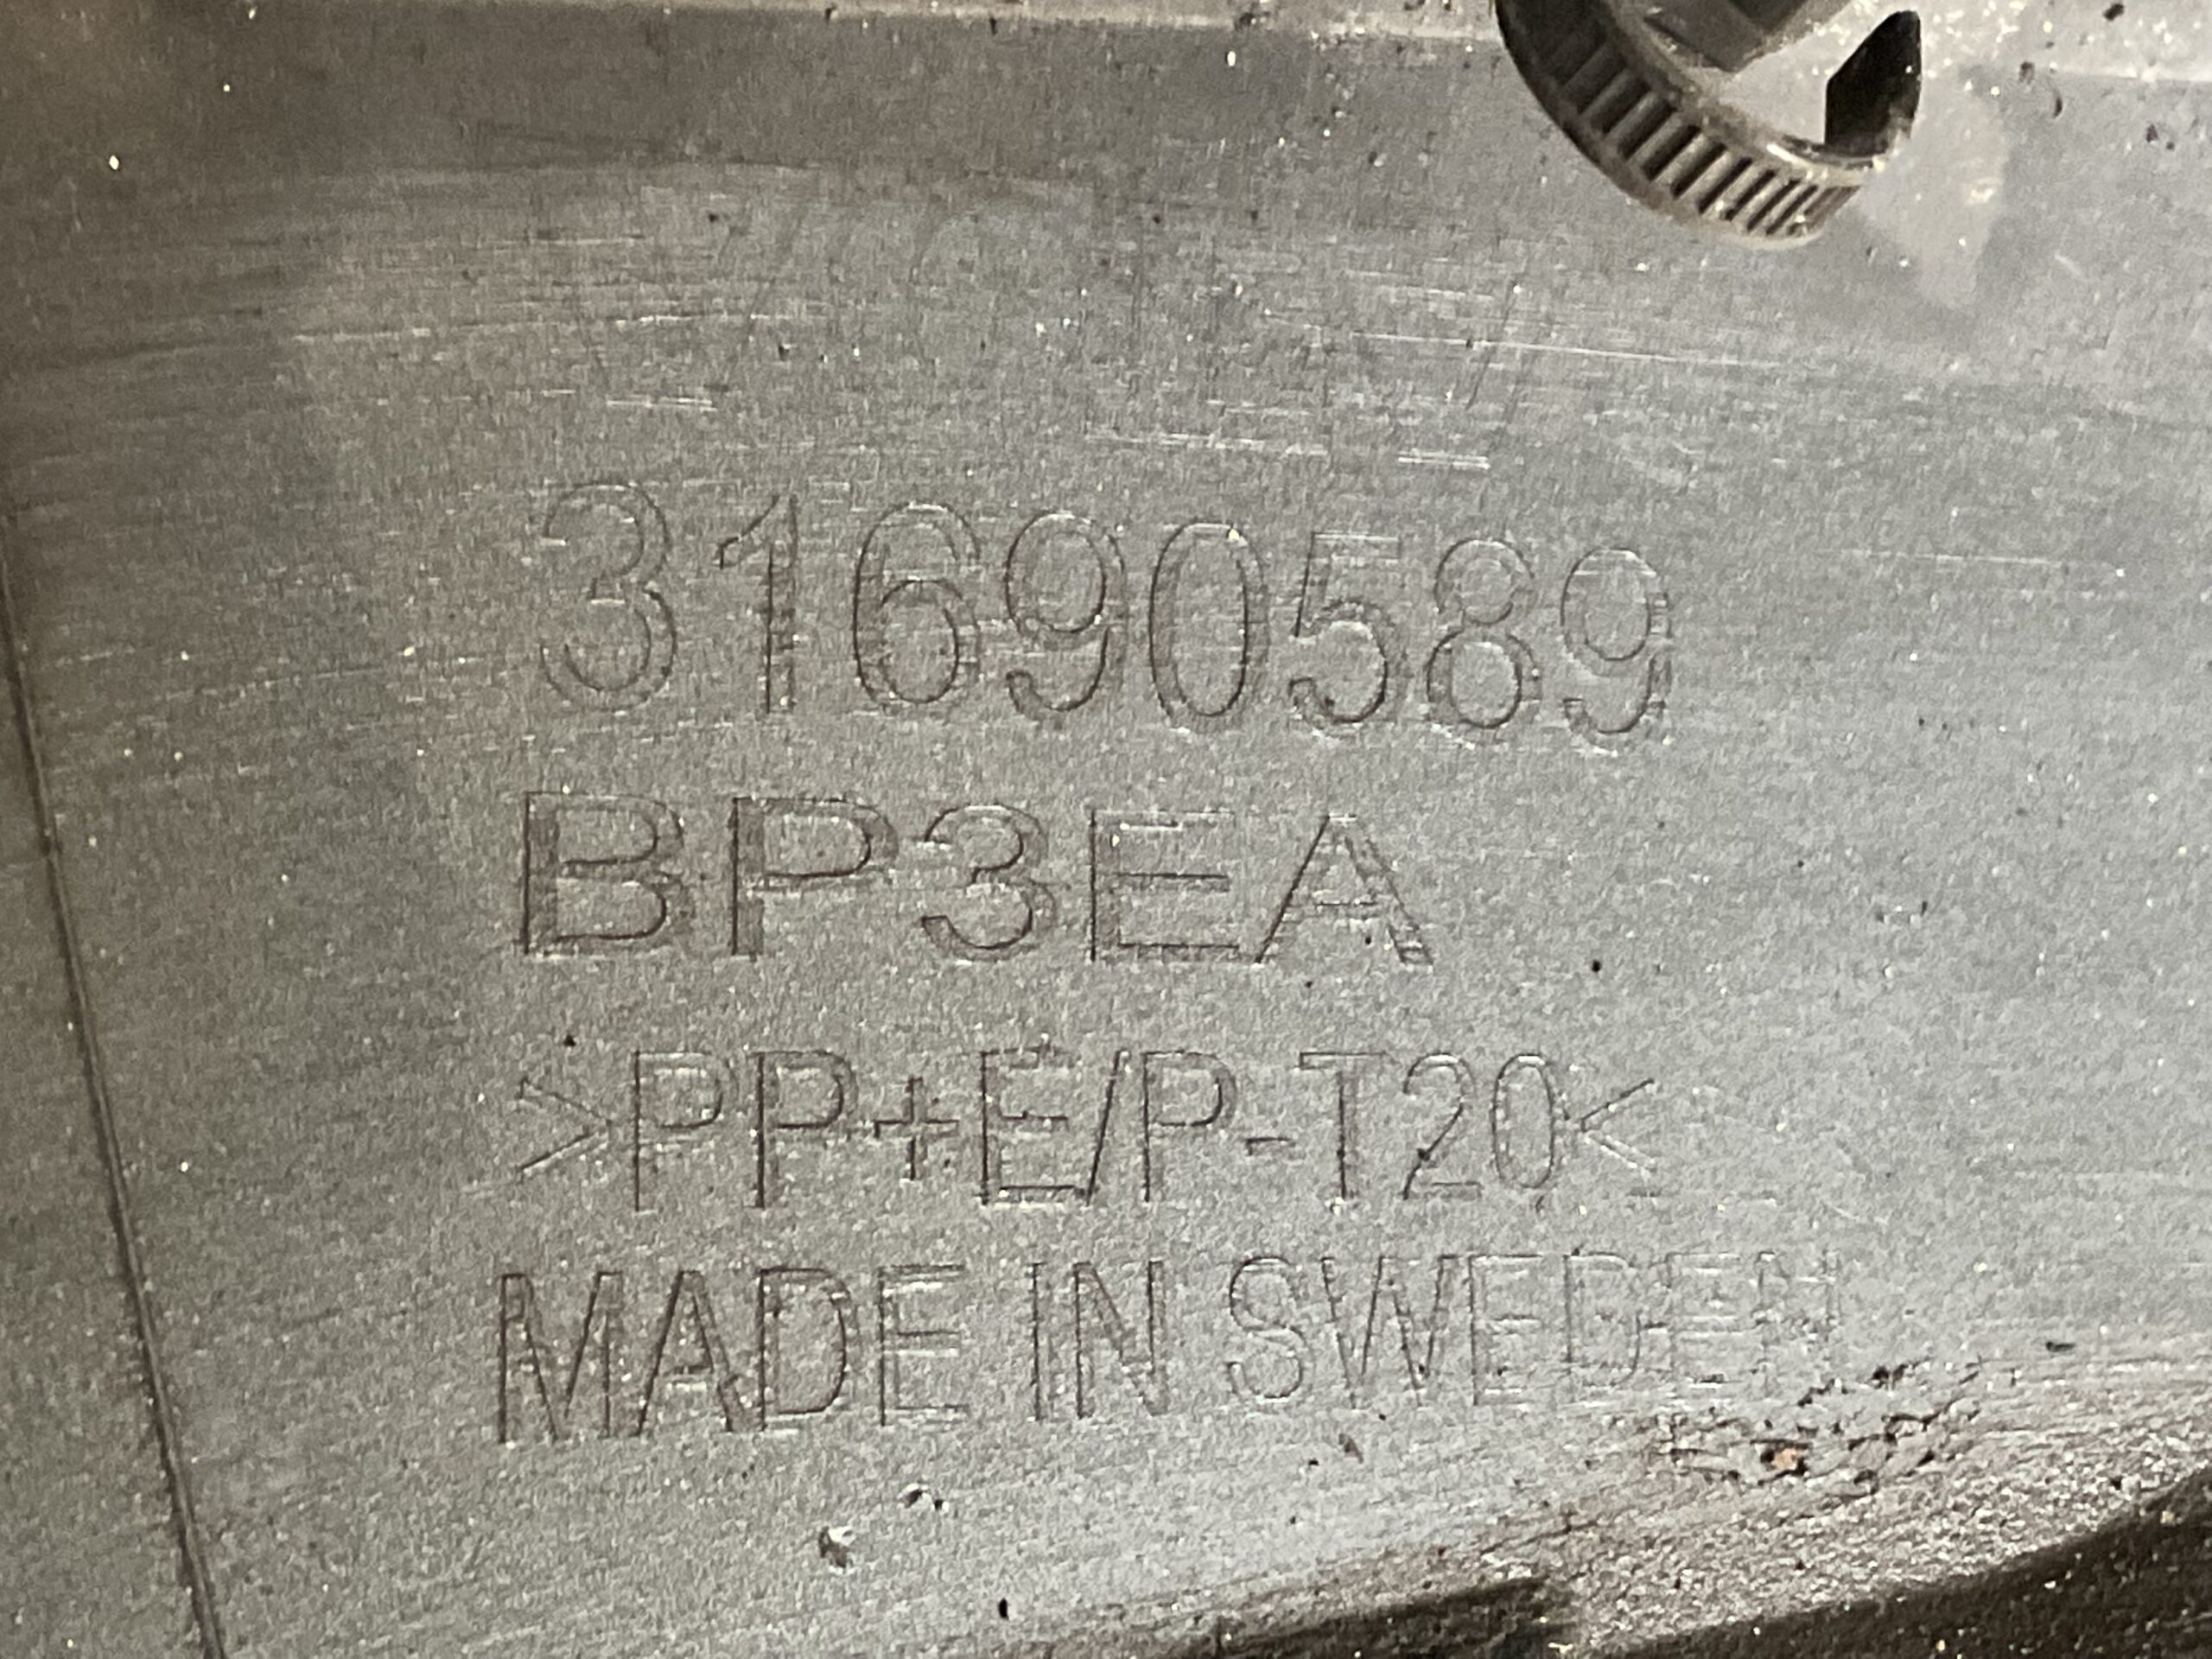 31690589
BP3EA
>PP+E/P-T20<
MADE IN SWEDEN